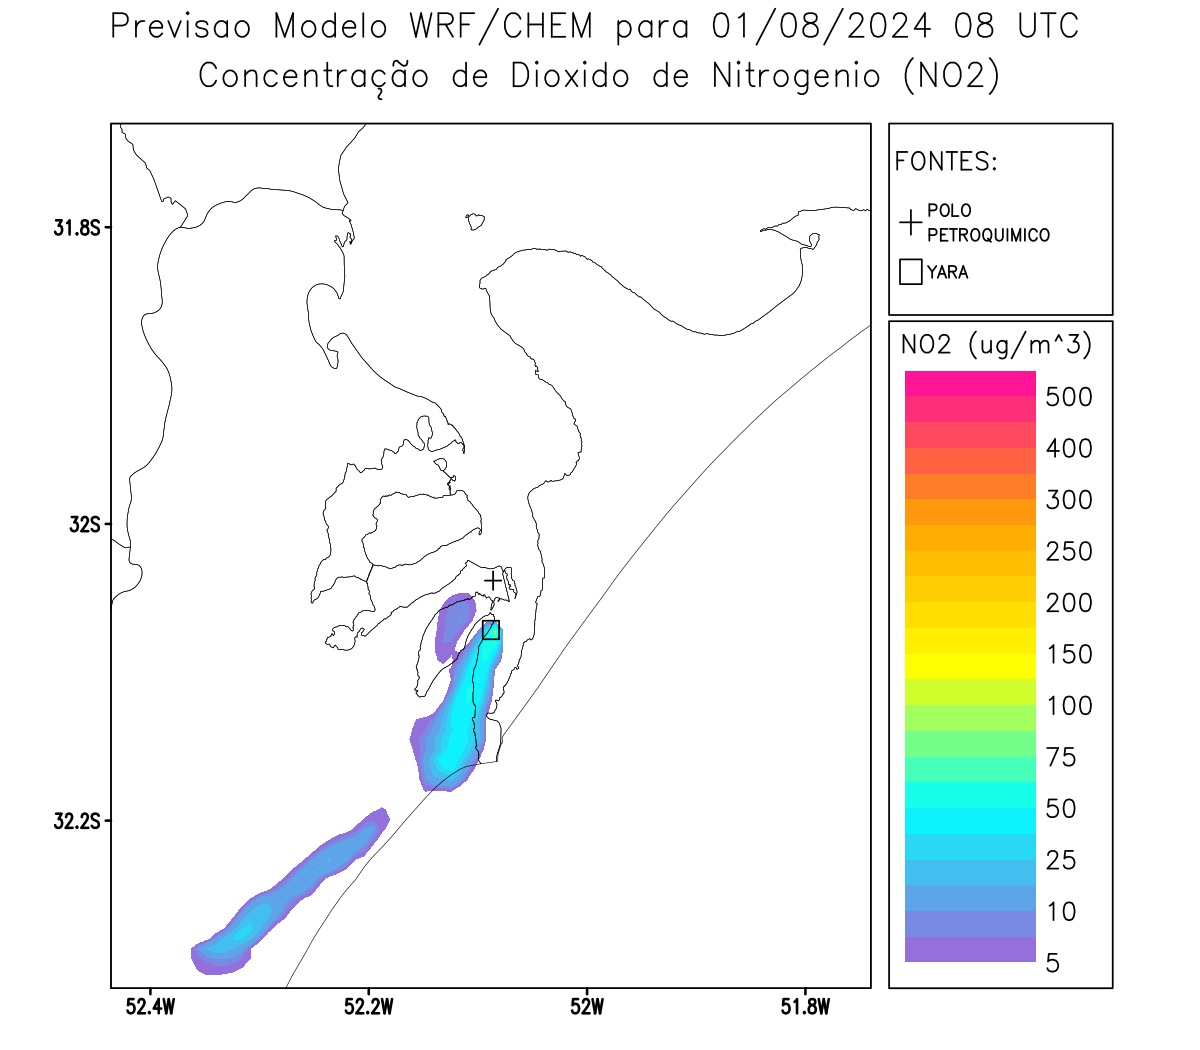 Previsao Modelo WRF/CHEM para 01/08/2024 08 UTC
Concentração de Dioxido de Nitrogenio (NO2)
FONTES:
POLO
PETROQUIMICO
YARA
NO2 (ug/m^3)
500
400
300
250
200
150
100
75
50
25
10
5
31.8S
32S
32.2S
52.4W
52.2W
52W
51.8W